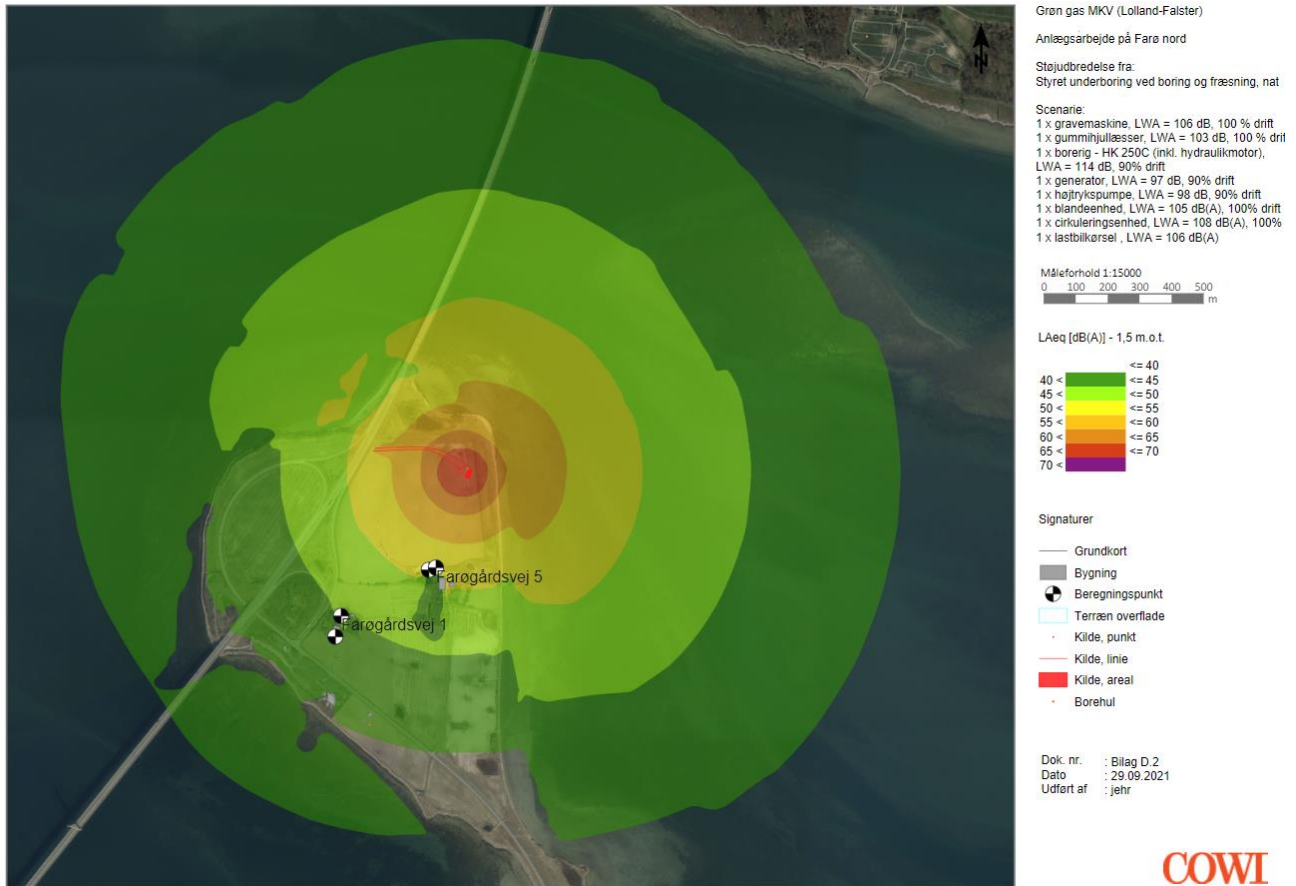 Grøn gas MKV (Lolland-Falster)
Anlægsarbejde på Farø nord
Støjudbredelse fra:
Styret underboring ved boring og fræsning, nat
Scenarie:
1 x gravemaskine, LWA = 106 dB, 100 % drift
1 x gummihjullæsser, LWA = 103 dB, 100 % drif
1 x borerig - HK 250C (inkl. hydraulikmotor),
LWA = 114 dB, 90% drift
1 x generator, LWA = 97 dB, 90% drift
1 x højtrykspumpe, LWA = 98 dB, 90% drift
1 x blandeenhed, LWA = 105 dB(A), 100% drift
1 x cirkuleringsenhed, LWA = 108 dB(A), 100%
1 x lastbilkørsel , LWA = 106 dB(A)
Måleforhold 1:15000
0 100 200 300 400 500
m
LAeq [dB(A)] - 1,5 m.o.t.
<= 40
40 < <= 45
45 < <= 50
50 < <= 55
55 < <= 60
60 < <= 65
65 < <= 70
70 <
Signaturer
Grundkort
Bygning
Beregningspunkt
Terræn overflade
Kilde, punkt
Kilde, linie
Kilde, areal
Borehul
Dok. nr. : Bilag D.2
Dato : 29.09.2021
Udført af : jehr
COWI
N
Farøgårdsvej 5
Farøgårdsvej 1